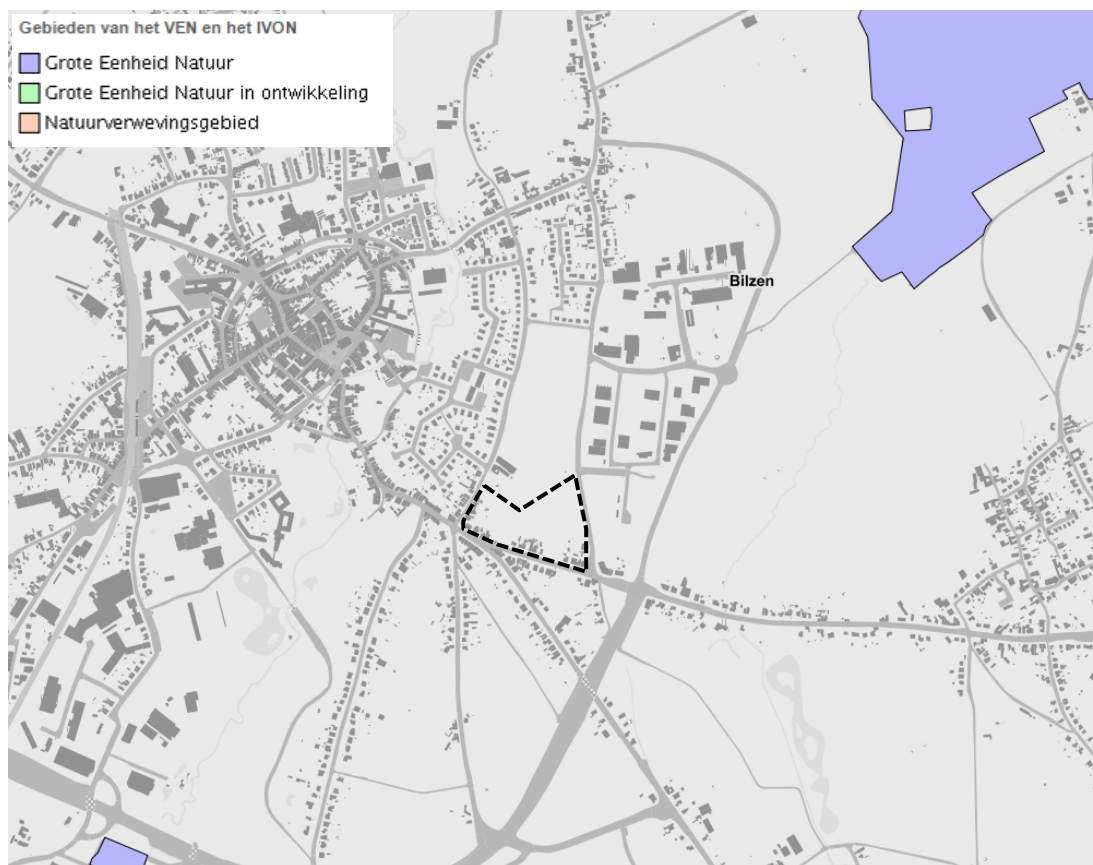 Gebieden van het VEN en het IVON
Grote Eenheid Natuur
Grote Eenheid Natuur in ontwikkeling
Natuurverwevingsgebied
Bilzen